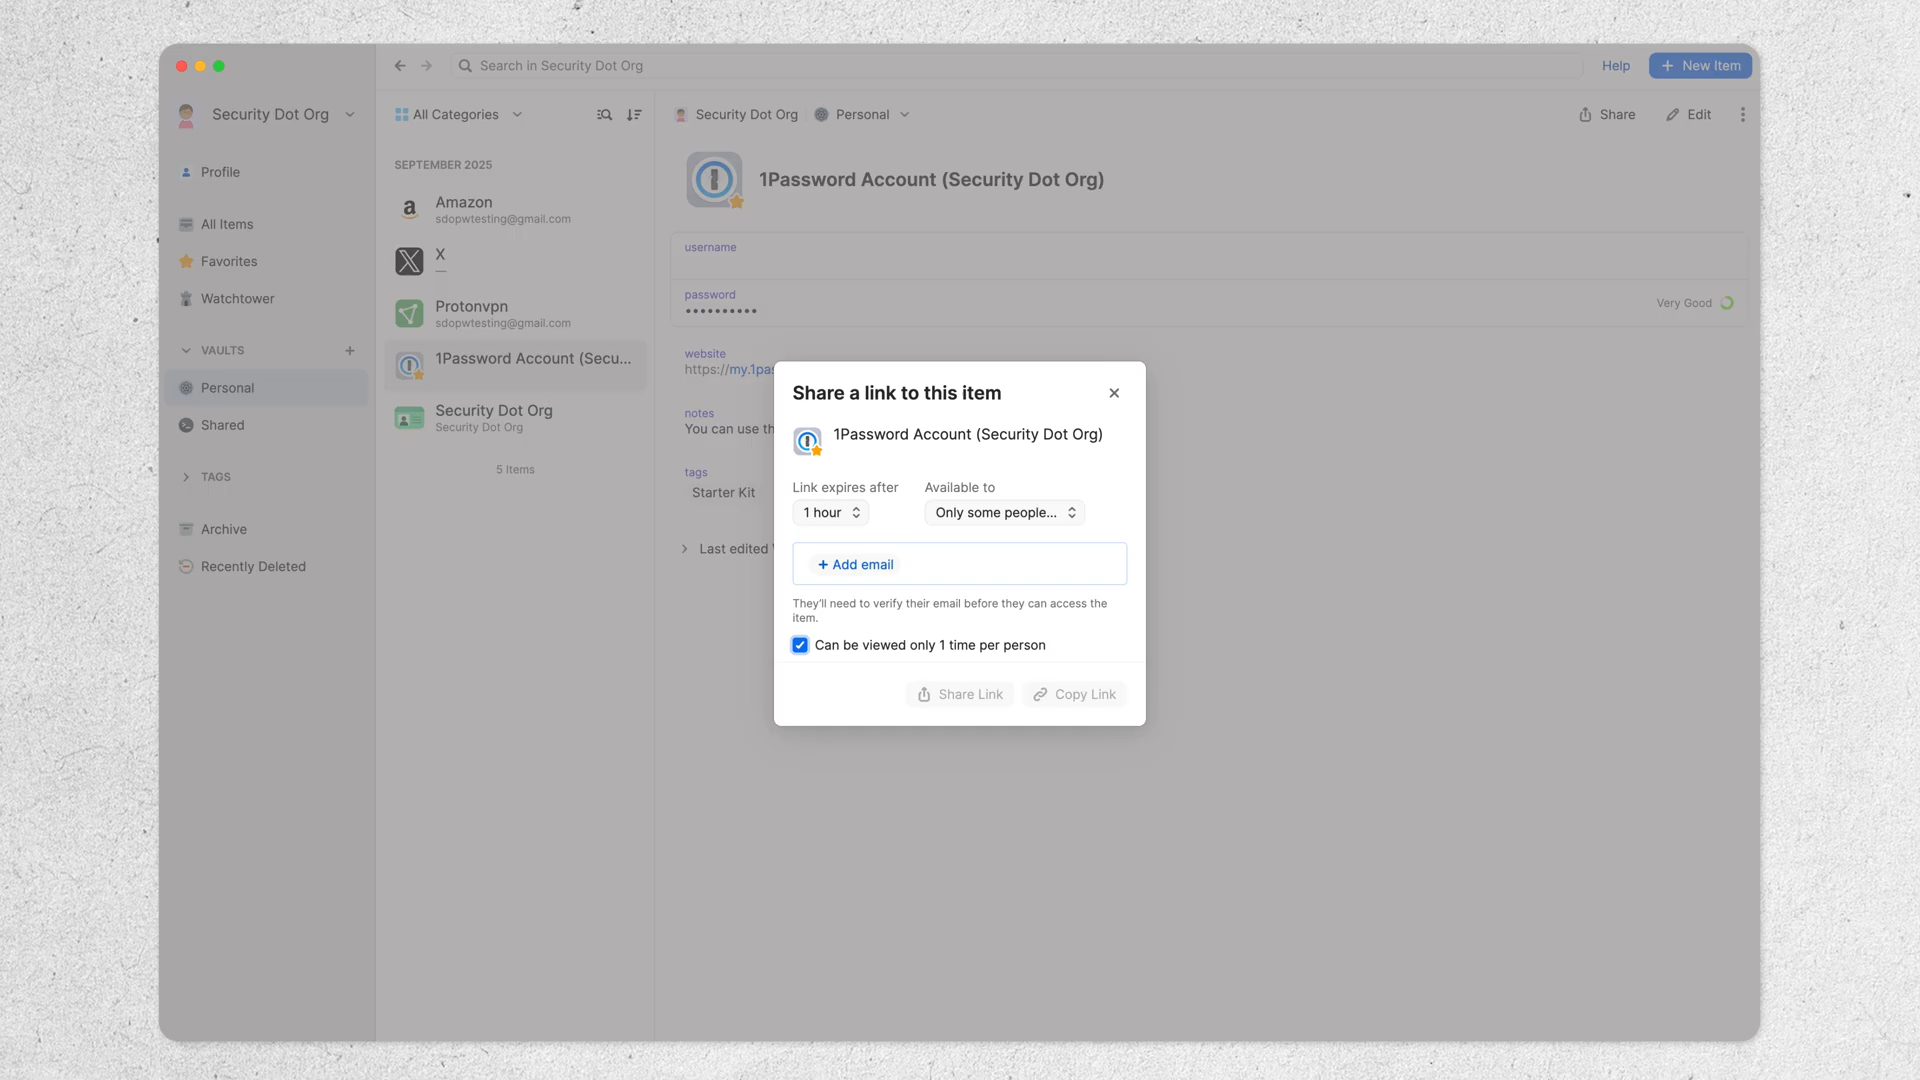 Search in Security Dot Org
Help
New Item
Security Dot Org
Profile
All Items
Favorites
Watchtower
VAULTS
Personal
Shared
TAGS
Archive
Recently Deleted
All Categories
SEPTEMBER 2025
Amazon
sdopwtesting@gmail.com
X
—
Protonvpn
sdopwtesting@gmail.com
1Password Account (Secu...
Security Dot Org
Security Dot Org
5 Items
Security Dot Org Personal
Share
Edit
1Password Account (Security Dot Org)
username
password
••••••••••
Very Good
website
https://my.1pas
notes
You can use th
tags
Starter Kit
Last edited
Share a link to this item
1Password Account (Security Dot Org)
Link expires after Available to
1 hour Only some people...
+ Add email
They'll need to verify their email before they can access the
item.
Can be viewed only 1 time per person
Share Link Copy Link